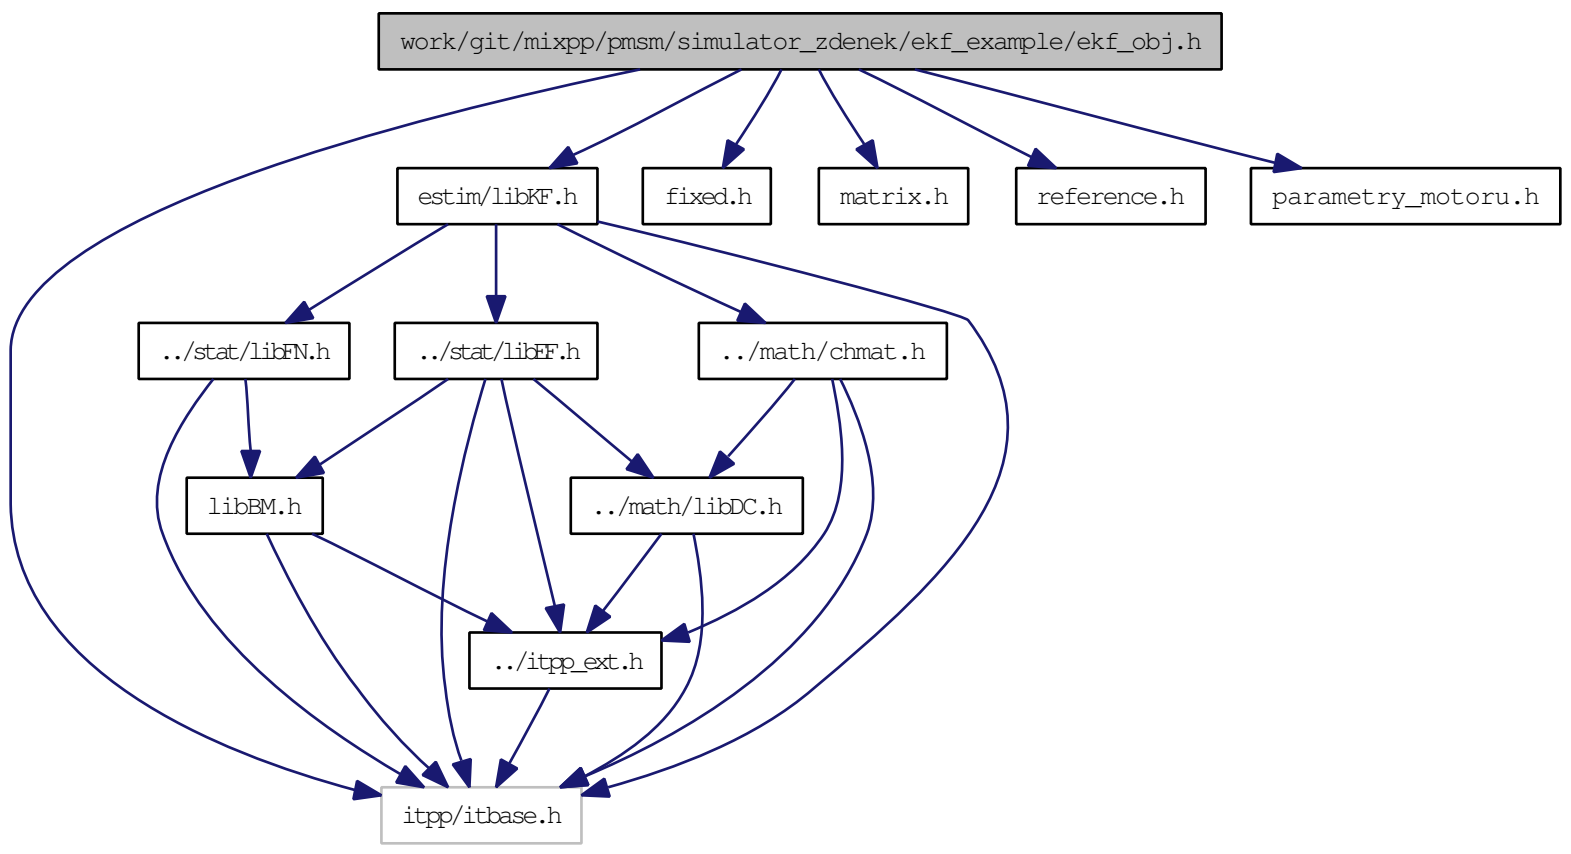 work/git/mixpp/pmsm/simulator_zdenek/ekf_example/ekf_obj.h
estim/libKF.h
fixed.h
matrix.h
reference.h
parametry_motoru.h
../stat/libFN.h
../stat/libEF.h
../math/chmat.h
libBM.h
../math/libDC.h
../itpp_ext.h
itpp/itbase.h